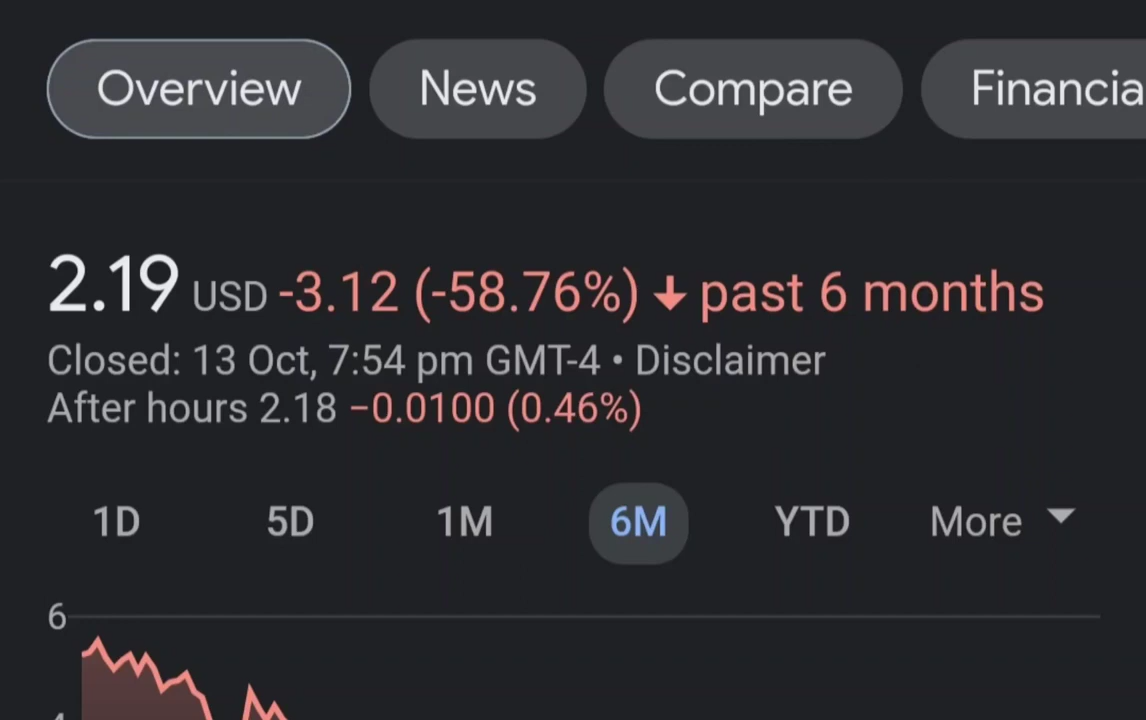 Overview News Compare Financia
2.19 USD -3.12 (-58.76%) ↓ past 6 months
Closed: 13 Oct, 7:54 pm GMT-4 • Disclaimer
After hours 2.18 −0.0100 (0.46%)
1D 5D 1M 6M YTD More
6
4